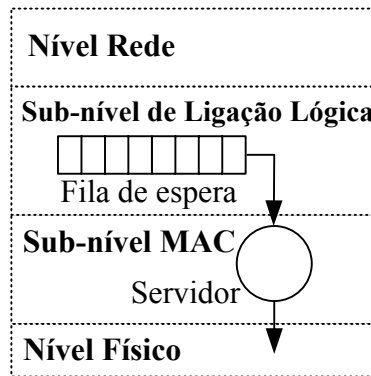 Nível Rede
Sub-nível de Ligação Lógica
Fila de espera
Sub-nível MAC
Servidor
Nível Físico